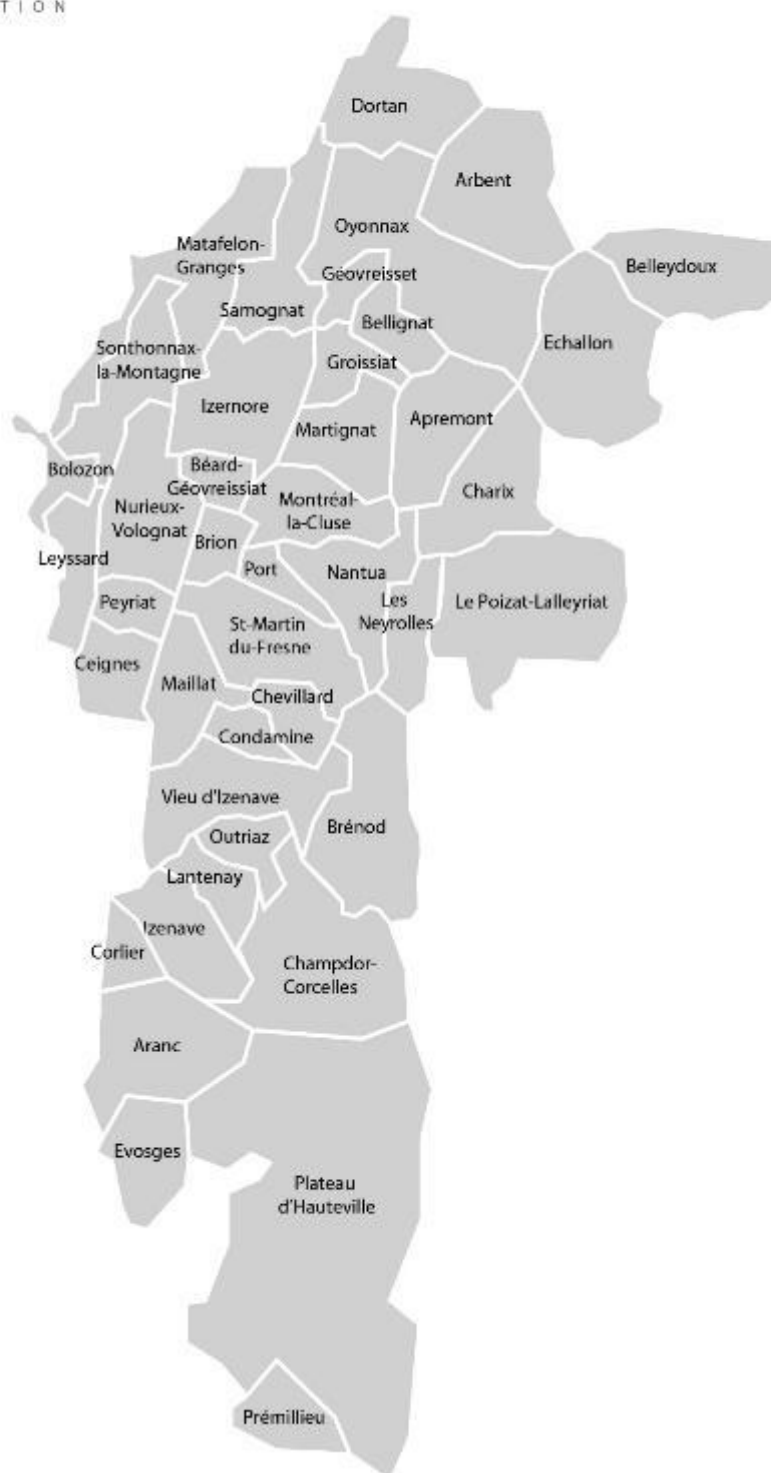 TION
Dortan
Arbent
Oyonnax
Matafelon-
Granges
Belleydoux
Géovreisset
Samognat
Bellignat
Echallon
Sonthonnax-
la-Montagne
Groissiat
Izernore
Apremont
Martignat
Bolozon
Béard-
Géovreissiat
Charix
Montréal-
la-Cluse
Nurieux-
Volognat
Brion
Leyssard
Port
Nantua
Les
Neyrolles
Le Poizat-Lalleyriat
Peyriat
St-Martin
du-Fresne
Ceignes
Maillat
Chevillard
Condamine
Vieu d'Izenave
Brénod
Outriaz
Lantenay
Izenave
Corlier
Champdor-
Corcelles
Aranc
Evosges
Plateau
d'Hauteville
Prémillieu